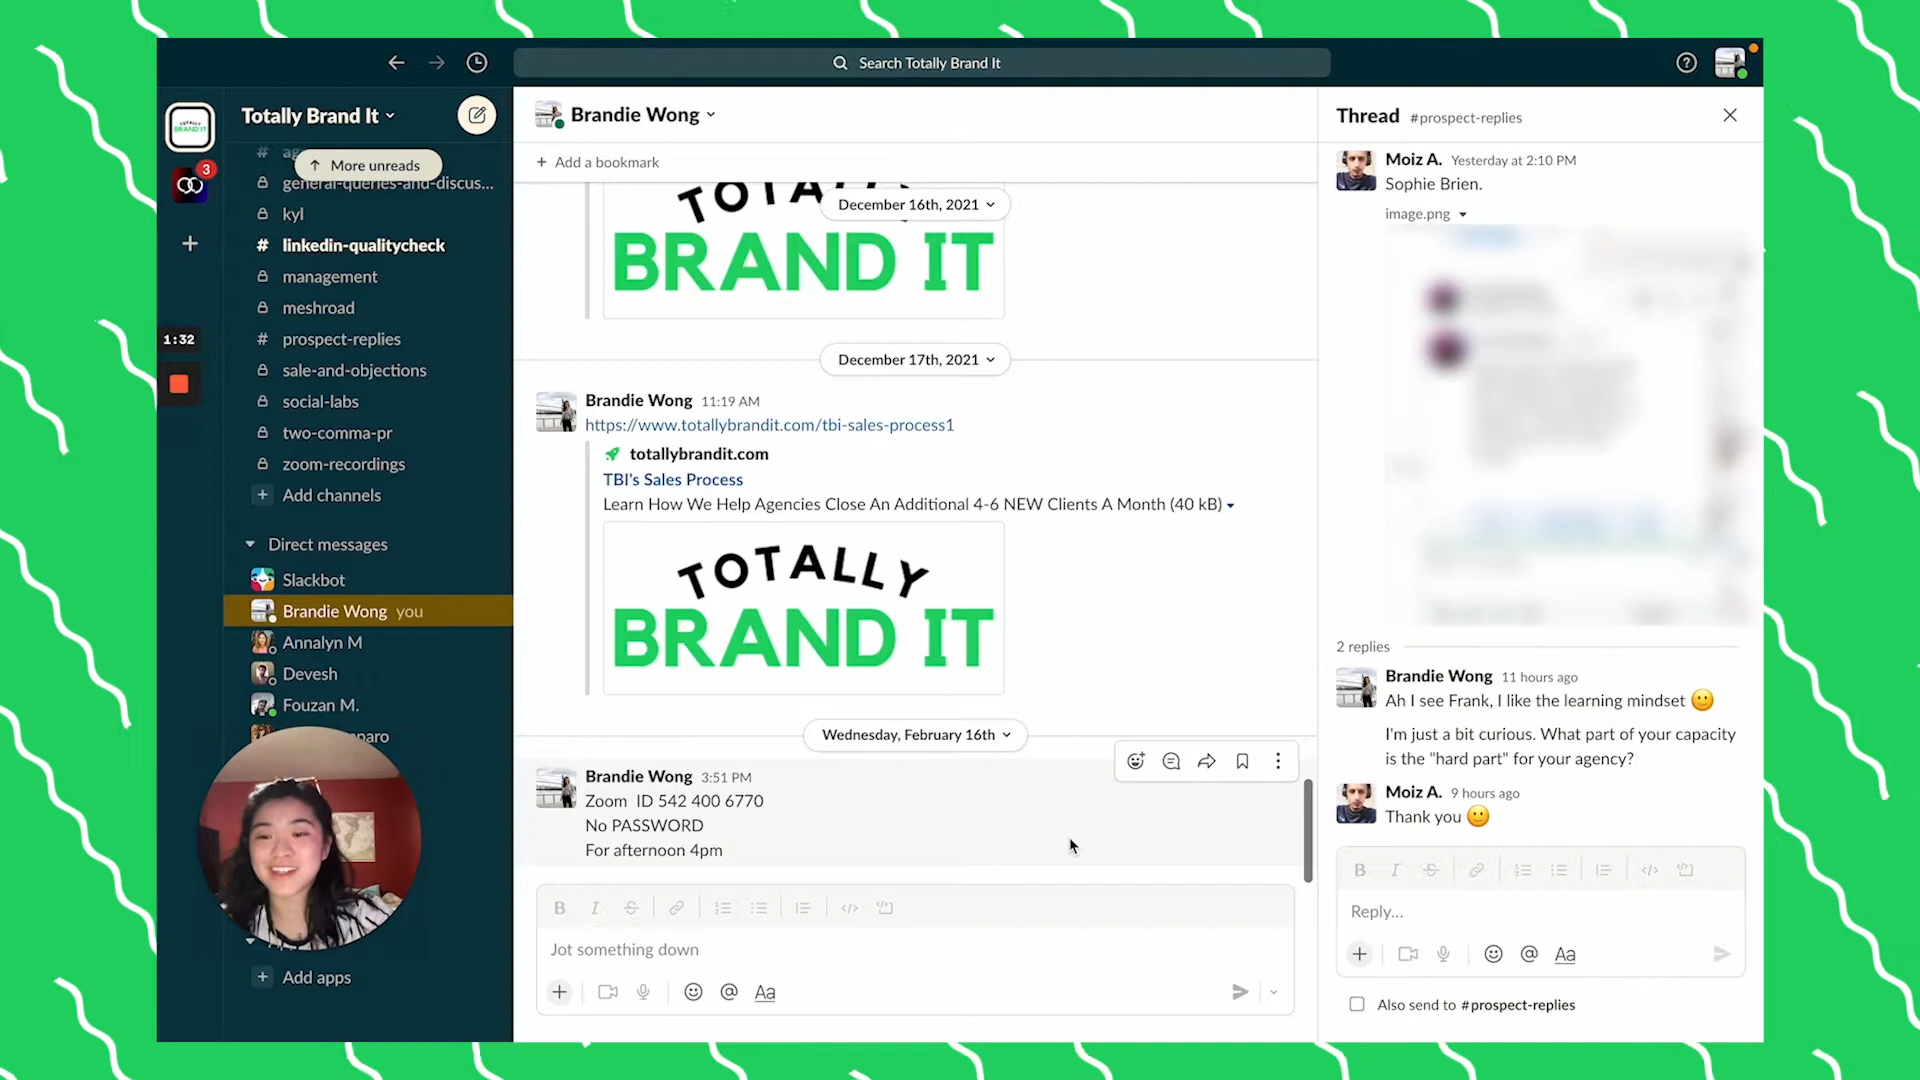 Search Totally Brand It
TOTALLY
BRAND IT
3
1:32
Totally Brand It
More unreads
general-queries-and-discus...
kyl
# linkedin-qualitycheck
management
meshroad
# prospect-replies
sale-and-objections
social-labs
two-comma-pr
zoom-recordings
+ Add channels
Direct messages
Slackbot
Brandie Wong you
Annalyn M
Devesh
Fouzan M.
+ Add apps
Brandie Wong
+ Add a bookmark
December 16th, 2021
BRAND IT
December 17th, 2021
Brandie Wong 11:19 AM
https://www.totallybrandit.com/tbi-sales-process1
totallybrandit.com
TBI's Sales Process
Learn How We Help Agencies Close An Additional 4-6 NEW Clients A Month (40 kB)
TOTALLY
BRAND IT
Wednesday, February 16th
Brandie Wong 3:51 PM
Zoom ID 542 400 6770
No PASSWORD
For afternoon 4pm
B I S
Jot something down
+ @ Aa
Thread #prospect-replies
Moiz A. Yesterday at 2:10 PM
Sophie Brien.
image.png
2 replies
Brandie Wong 11 hours ago
Ah I see Frank, I like the learning mindset
I'm just a bit curious. What part of your capacity
is the "hard part" for your agency?
Moiz A. 9 hours ago
Thank you
B I S
Reply...
+ @ Aa
Also send to #prospect-replies